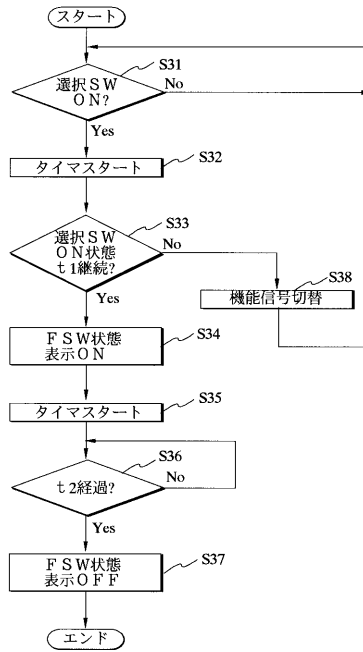 スタート
S31
選択ＳＷ
ＯＮ?
No
Yes
S32
タイマスタート
S33
選択ＳＷ
ＯＮ状態
ｔ1継続?
No
Yes
S38
機能信号切替
S34
ＦＳＷ状態
表示ＯＮ
S35
タイマスタート
S36
ｔ2経過?
No
Yes
S37
ＦＳＷ状態
表示ＯＦＦ
エンド